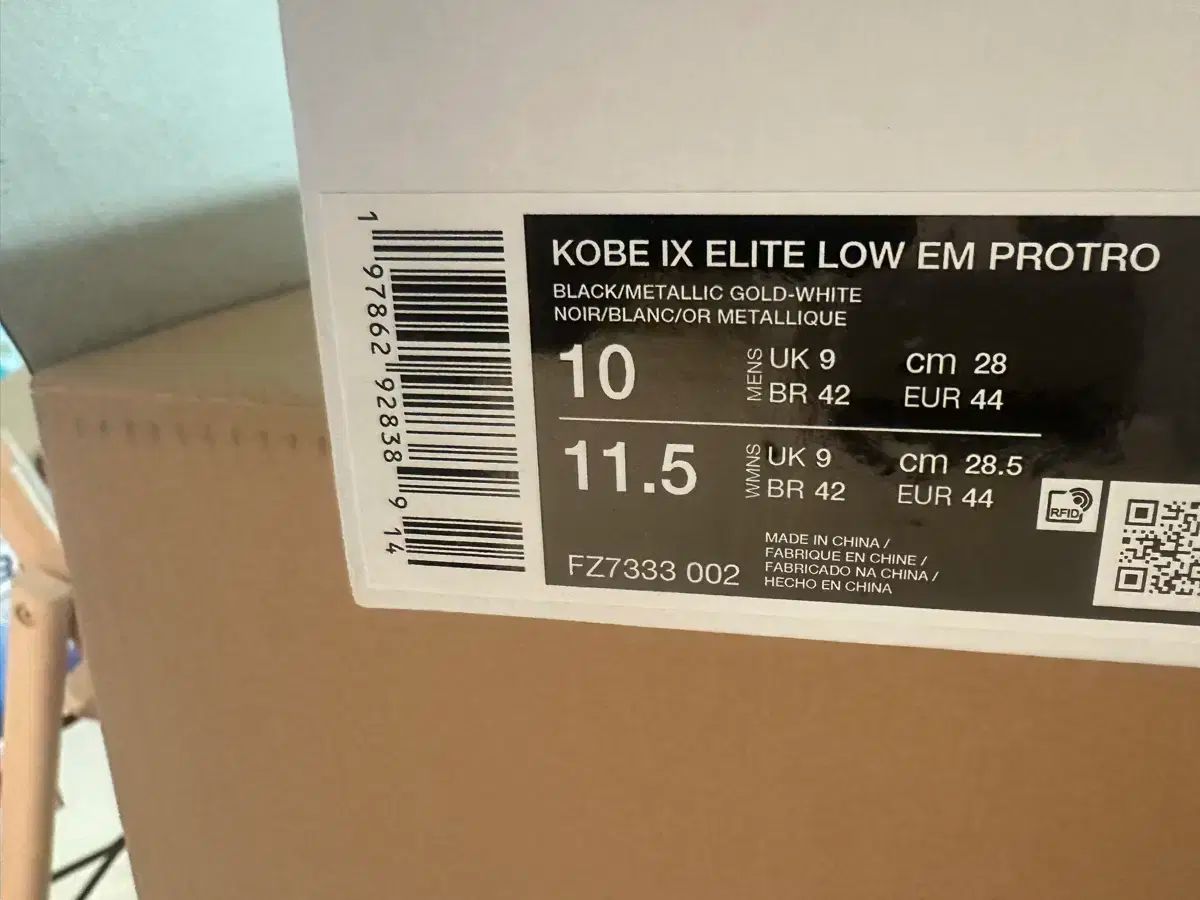 KOBE IX ELITE LOW EM PROTRO
BLACK/METALLIC GOLD-WHITE
NOIR/BLANC/OR METALLIQUE
10 MENS UK 9 cm 28
BR 42 EUR 44
11.5 WMNS UK 9 cm 28.5
BR 42 EUR 44
RFID
FZ7333 002
MADE IN CHINA /
FABRIQUE EN CHINE /
FABRICADO NA CHINA /
HECHO EN CHINA
1 97862 92838 9 14